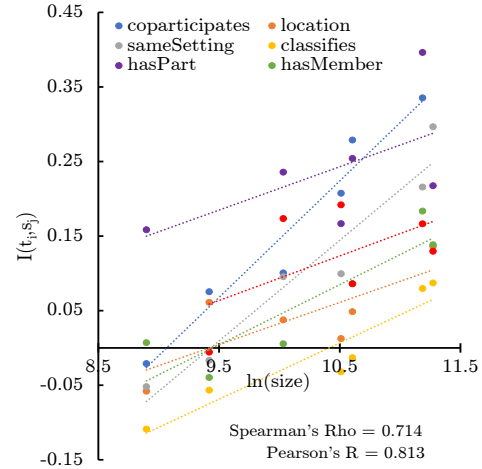 0.45
coparticipates location
sameSetting classifies
hasPart hasMember
0.35
0.25
I(tᵢ,sⱼ)
0.15
0.05
8.5 9.5 10.5 11.5
-0.05
ln(size)
Spearman's Rho = 0.714
Pearson's R = 0.813
-0.15